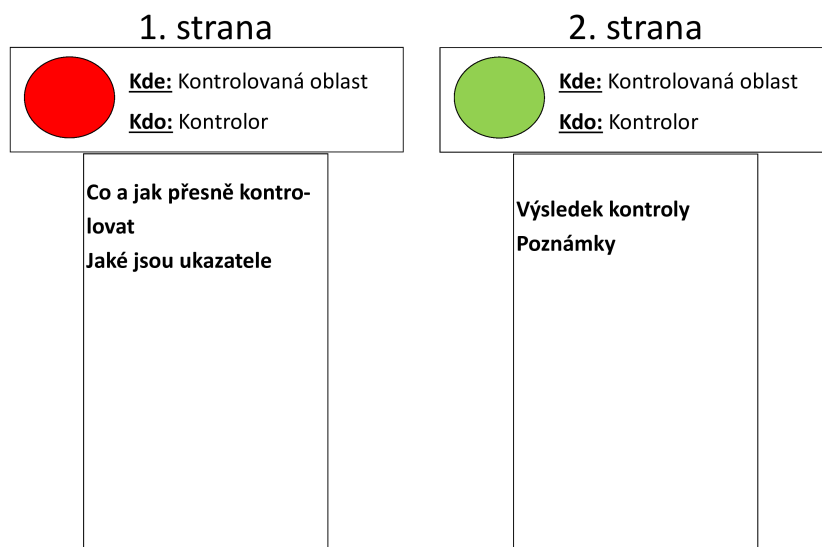 1. strana
Kde: Kontrolovaná oblast
Kdo: Kontrolor
Co a jak přesně kontro-
lovat
Jaké jsou ukazatele
2. strana
Kde: Kontrolovaná oblast
Kdo: Kontrolor
Výsledek kontroly
Poznámky